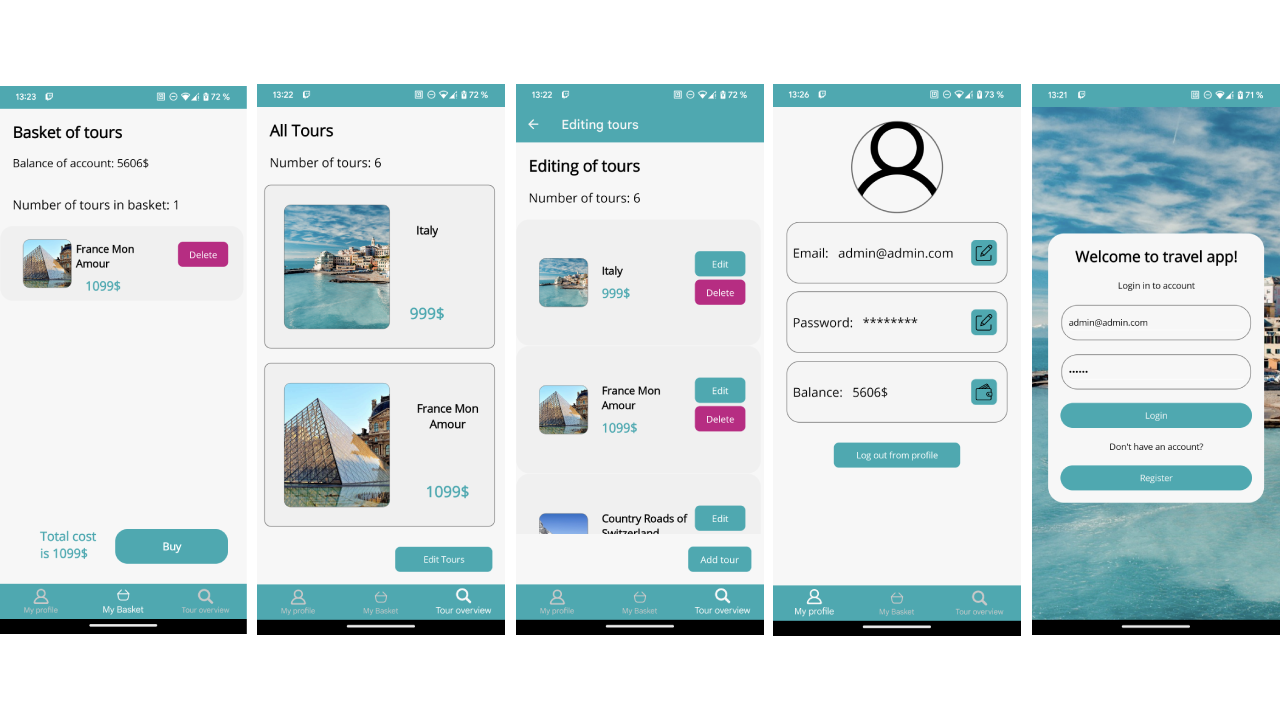 13:23
72 %
Basket of tours
Balance of account: 5606$
Number of tours in basket: 1
France Mon
Amour
1099$
Delete
Total cost
is 1099$
Buy
My profile
My Basket
Tour overview
13:22
72 %
All Tours
Number of tours: 6
Italy
999$
France Mon
Amour
1099$
Edit Tours
My profile
My Basket
Tour overview
13:22
72 %
Editing tours
Editing of tours
Number of tours: 6
Italy
999$
Edit
Delete
France Mon
Amour
1099$
Edit
Delete
Country Roads of
Switzerland
Edit
Add tour
My profile
My Basket
Tour overview
13:26
73 %
Email: admin@admin.com
Password: ********
Balance: 5606$
Log out from profile
My profile
My Basket
Tour overview
13:21
71 %
Welcome to travel app!
Login in to account
admin@admin.com
••••••
Login
Don't have an account?
Register